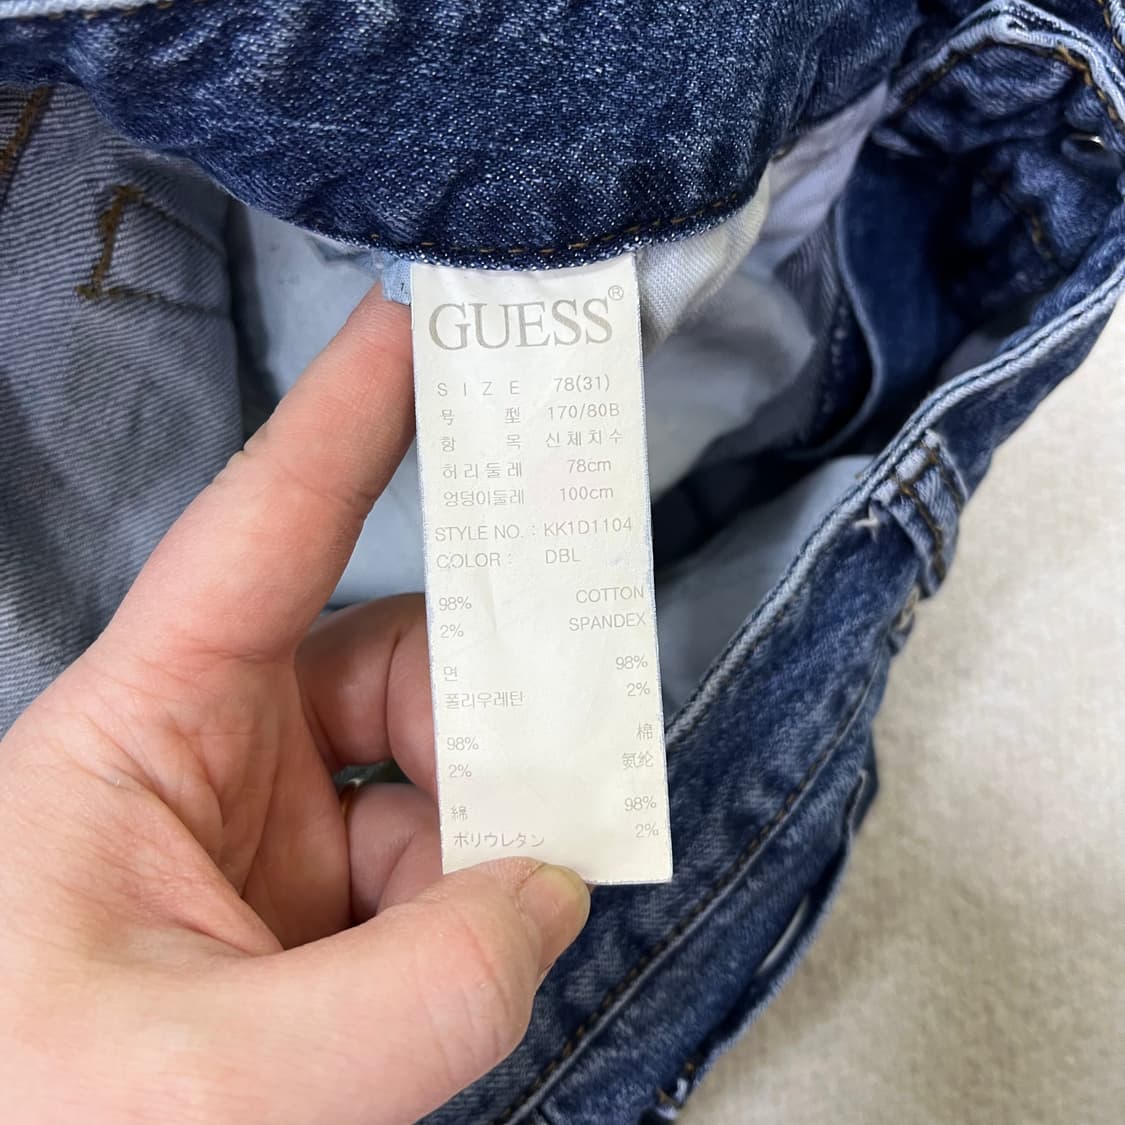 GUESS®
SIZE 78(31)
号型 170/80B
항목 신체치수
허리둘레 78cm
엉덩이둘레 100cm
STYLE NO. : KK1D1104
COLOR : DBL
98% COTTON
2% SPANDEX
면 98%
폴리우레탄 2%
98% 棉
2% 氨纶
綿 98%
ポリウレタン 2%